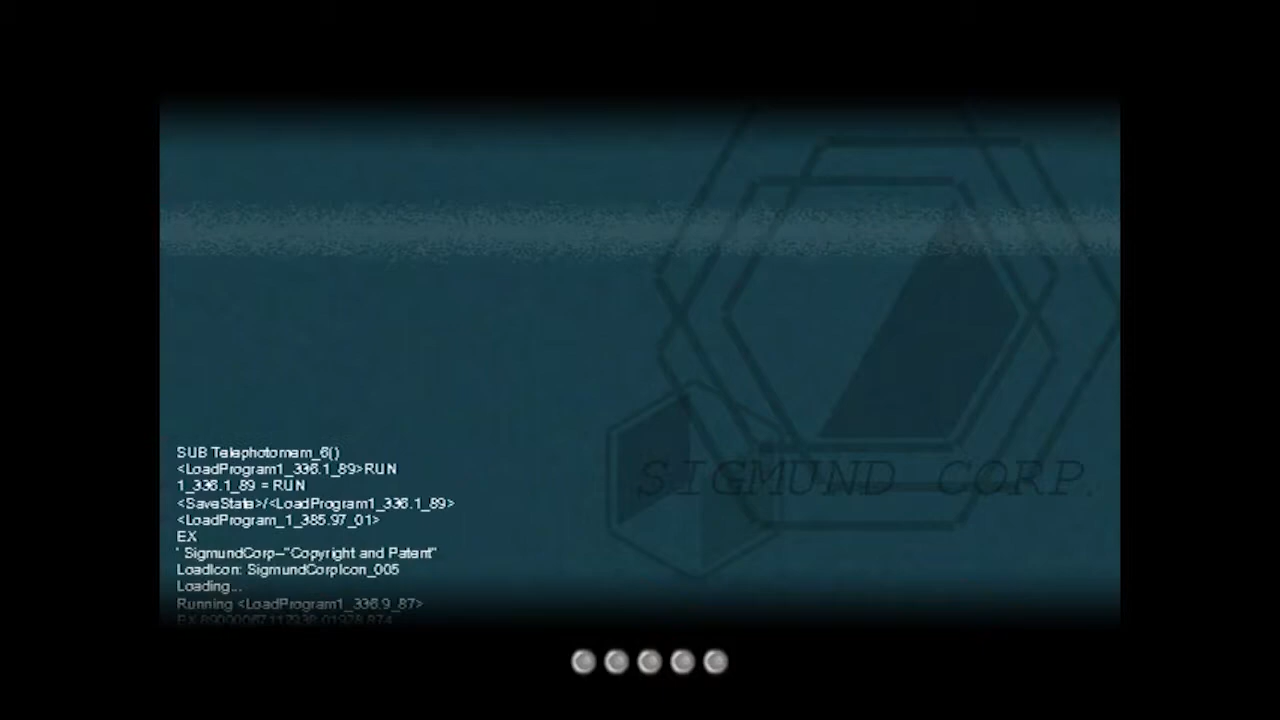 SUB Telephotomem_6()
<LoadProgram1_336.1_89>RUN
1_336.1_89 = RUN
<SaveState>/<LoadProgram1_336.1_89>
<LoadProgram_1_385.97_01>
EX
' SigmundCorp--"Copyright and Patent"
LoadIcon: SigmundCorpIcon_005
Loading...
Running <LoadProgram1_336.9_87>
SIGMUND CORP.